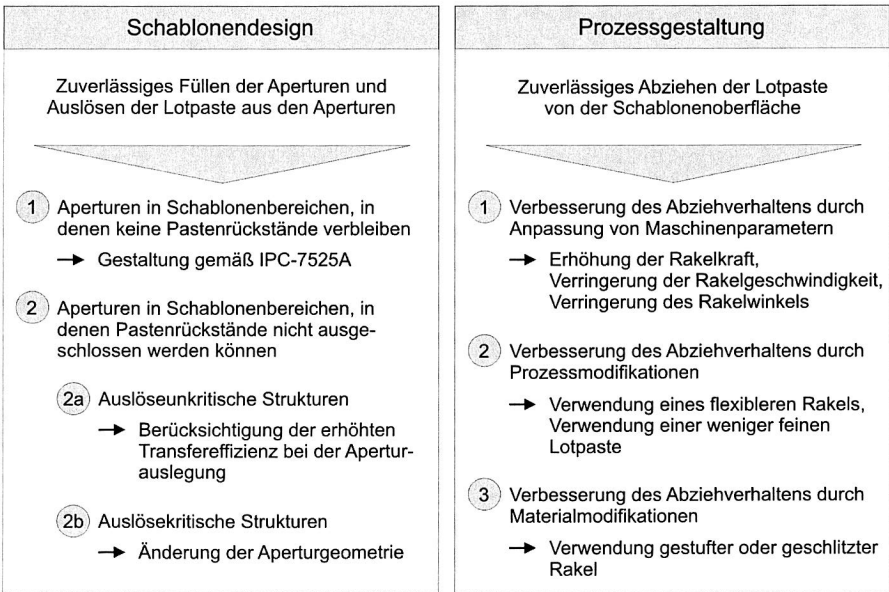 Schablonendesign
Zuverlässiges Füllen der Aperturen und
Auslösen der Lotpaste aus den Aperturen
1 Aperturen in Schablonenbereichen, in
denen keine Pastenrückstände verbleiben
→ Gestaltung gemäß IPC-7525A
2 Aperturen in Schablonenbereichen, in
denen Pastenrückstände nicht ausge-
schlossen werden können
2a Auslöseunkritische Strukturen
→ Berücksichtigung der erhöhten
Transfereffizienz bei der Apertur-
auslegung
2b Auslösekritische Strukturen
→ Änderung der Aperturgeometrie
Prozessgestaltung
Zuverlässiges Abziehen der Lotpaste
von der Schablonenoberfläche
1 Verbesserung des Abziehverhaltens durch
Anpassung von Maschinenparametern
→ Erhöhung der Rakelkraft,
Verringerung der Rakelgeschwindigkeit,
Verringerung des Rakelwinkels
2 Verbesserung des Abziehverhaltens durch
Prozessmodifikationen
→ Verwendung eines flexibleren Rakels,
Verwendung einer weniger feinen
Lotpaste
3 Verbesserung des Abziehverhaltens durch
Materialmodifikationen
→ Verwendung gestufter oder geschlitzter
Rakel